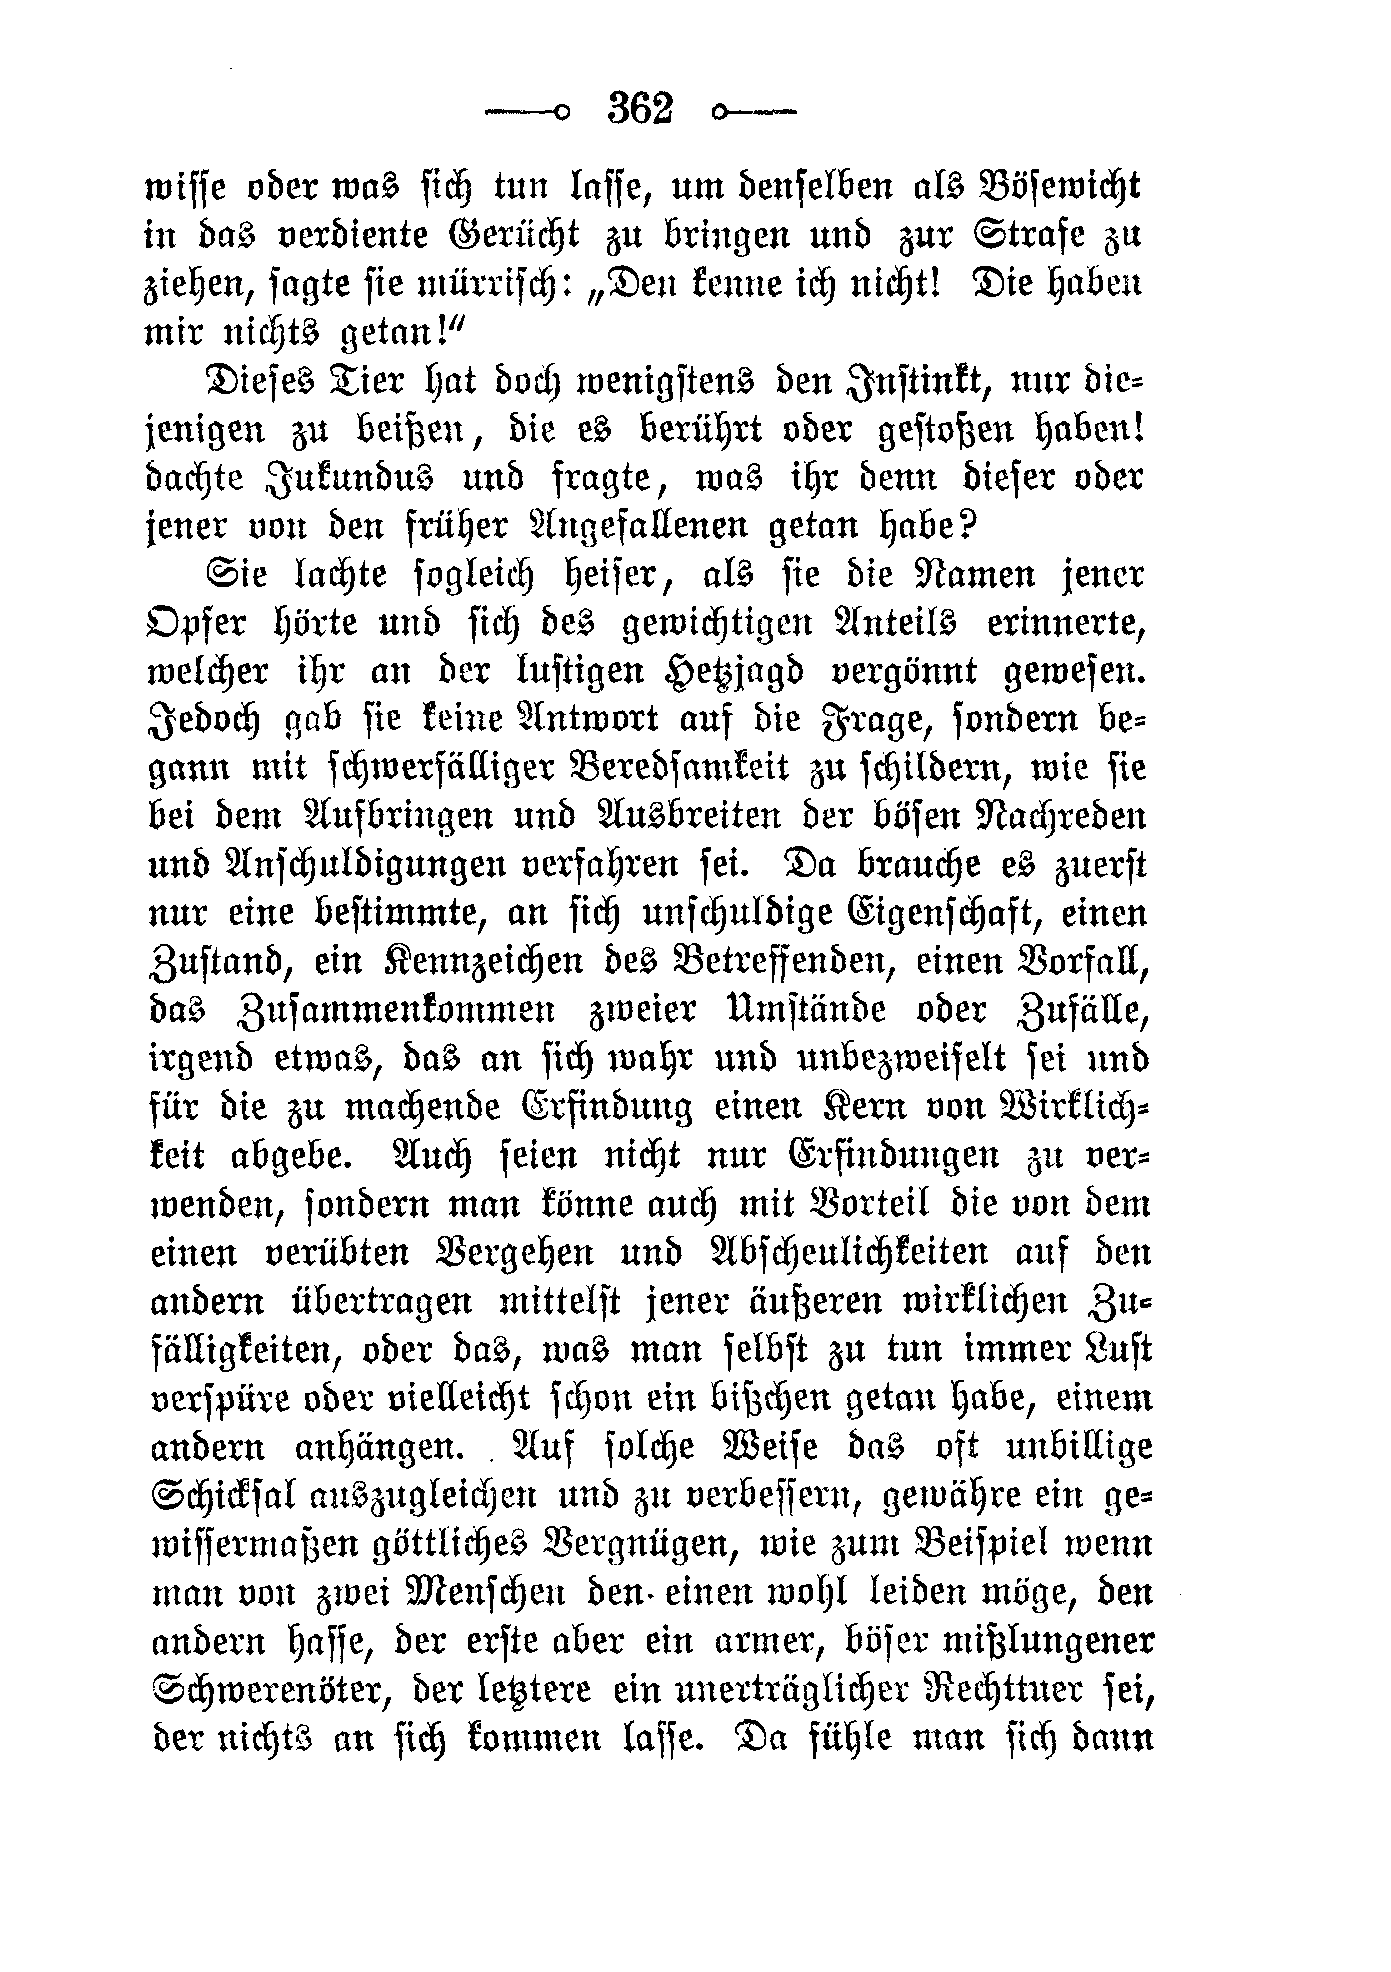 362
wisse oder was sich tun lasse, um denselben als Bösewicht
in das verdiente Gerücht zu bringen und zur Strafe zu
ziehen, sagte sie mürrisch: „Den kenne ich nicht! Die haben
mir nichts getan!“
Dieses Tier hat doch wenigstens den Instinkt, nur die-
jenigen zu beißen, die es berührt oder gestoßen haben!
dachte Jukundus und fragte, was ihr denn dieser oder
jener von den früher Angefallenen getan habe?
Sie lachte sogleich heiser, als sie die Namen jener
Opfer hörte und sich des gewichtigen Anteils erinnerte,
welcher ihr an der lustigen Hetzjagd vergönnt gewesen.
Jedoch gab sie keine Antwort auf die Frage, sondern be-
gann mit schwerfälliger Beredsamkeit zu schildern, wie sie
bei dem Aufbringen und Ausbreiten der bösen Nachreden
und Anschuldigungen verfahren sei. Da brauche es zuerst
nur eine bestimmte, an sich unschuldige Eigenschaft, einen
Zustand, ein Kennzeichen des Betreffenden, einen Vorfall,
das Zusammenkommen zweier Umstände oder Zufälle,
irgend etwas, das an sich wahr und unbezweifelt sei und
für die zu machende Erfindung einen Kern von Wirklich-
keit abgebe. Auch seien nicht nur Erfindungen zu ver-
wenden, sondern man könne auch mit Vorteil die von dem
einen verübten Vergehen und Abscheulichkeiten auf den
andern übertragen mittelst jener äußeren wirklichen Zu-
fälligkeiten, oder das, was man selbst zu tun immer Lust
verspüre oder vielleicht schon ein bißchen getan habe, einem
andern anhängen. Auf solche Weise das oft unbillige
Schicksal auszugleichen und zu verbessern, gewähre ein ge-
wissermaßen göttliches Vergnügen, wie zum Beispiel wenn
man von zwei Menschen den einen wohl leiden möge, den
andern hasse, der erste aber ein armer, böser mißlungener
Schwerenöter, der letztere ein unerträglicher Rechttuer sei,
der nichts an sich kommen lasse. Da fühle man sich dann